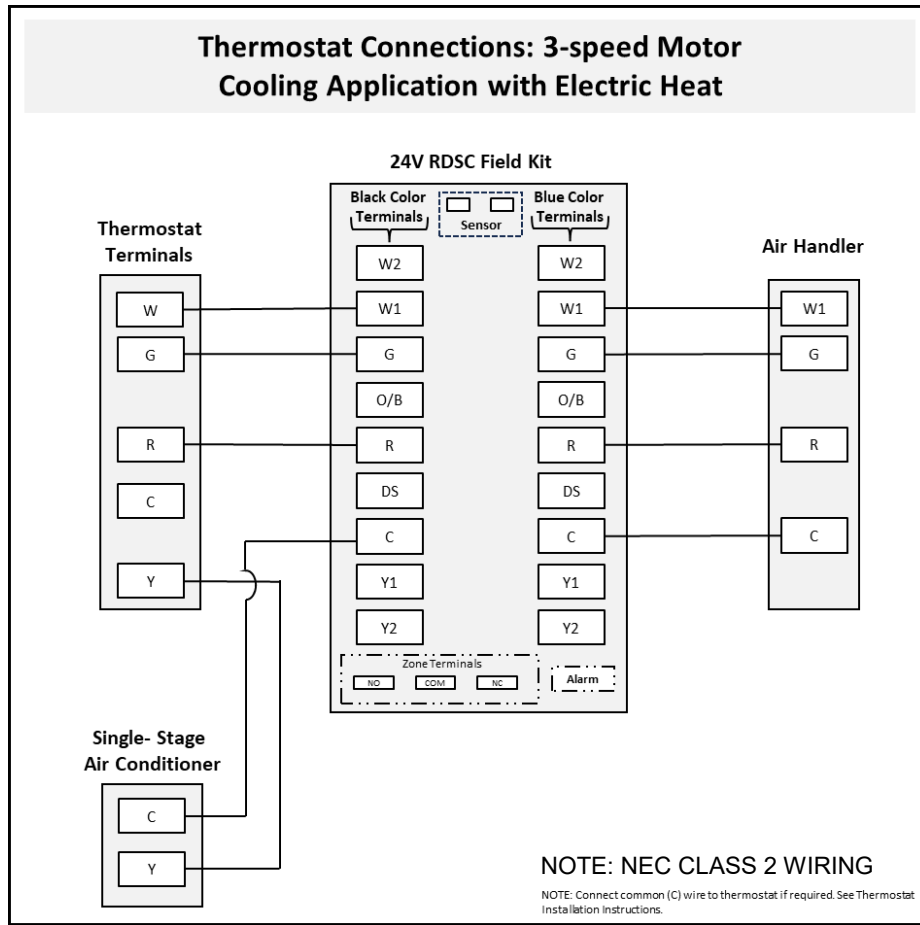 Thermostat Connections: 3-speed Motor
Cooling Application with Electric Heat
24V RDSC Field Kit
Black Color
Terminals
Sensor
Blue Color
Terminals
Thermostat
Terminals
W
G
R
C
Y
W2
W1
G
O/B
R
DS
C
Y1
Y2
W2
W1
G
O/B
R
DS
C
Y1
Y2
Air Handler
W1
G
R
C
Zone Terminals
NO
COM
NC
Alarm
Single- Stage
Air Conditioner
C
Y
NOTE: NEC CLASS 2 WIRING
NOTE: Connect common (C) wire to thermostat if required. See Thermostat
Installation Instructions.